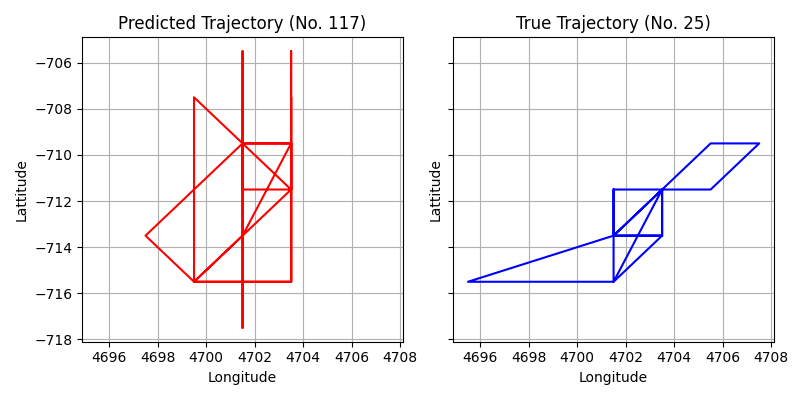 Predicted Trajectory (No. 117)
True Trajectory (No. 25)
Lattitude
−706
−708
−710
−712
−714
−716
−718
4696 4698 4700 4702 4704 4706 4708
Longitude
Lattitude
4696 4698 4700 4702 4704 4706 4708
Longitude